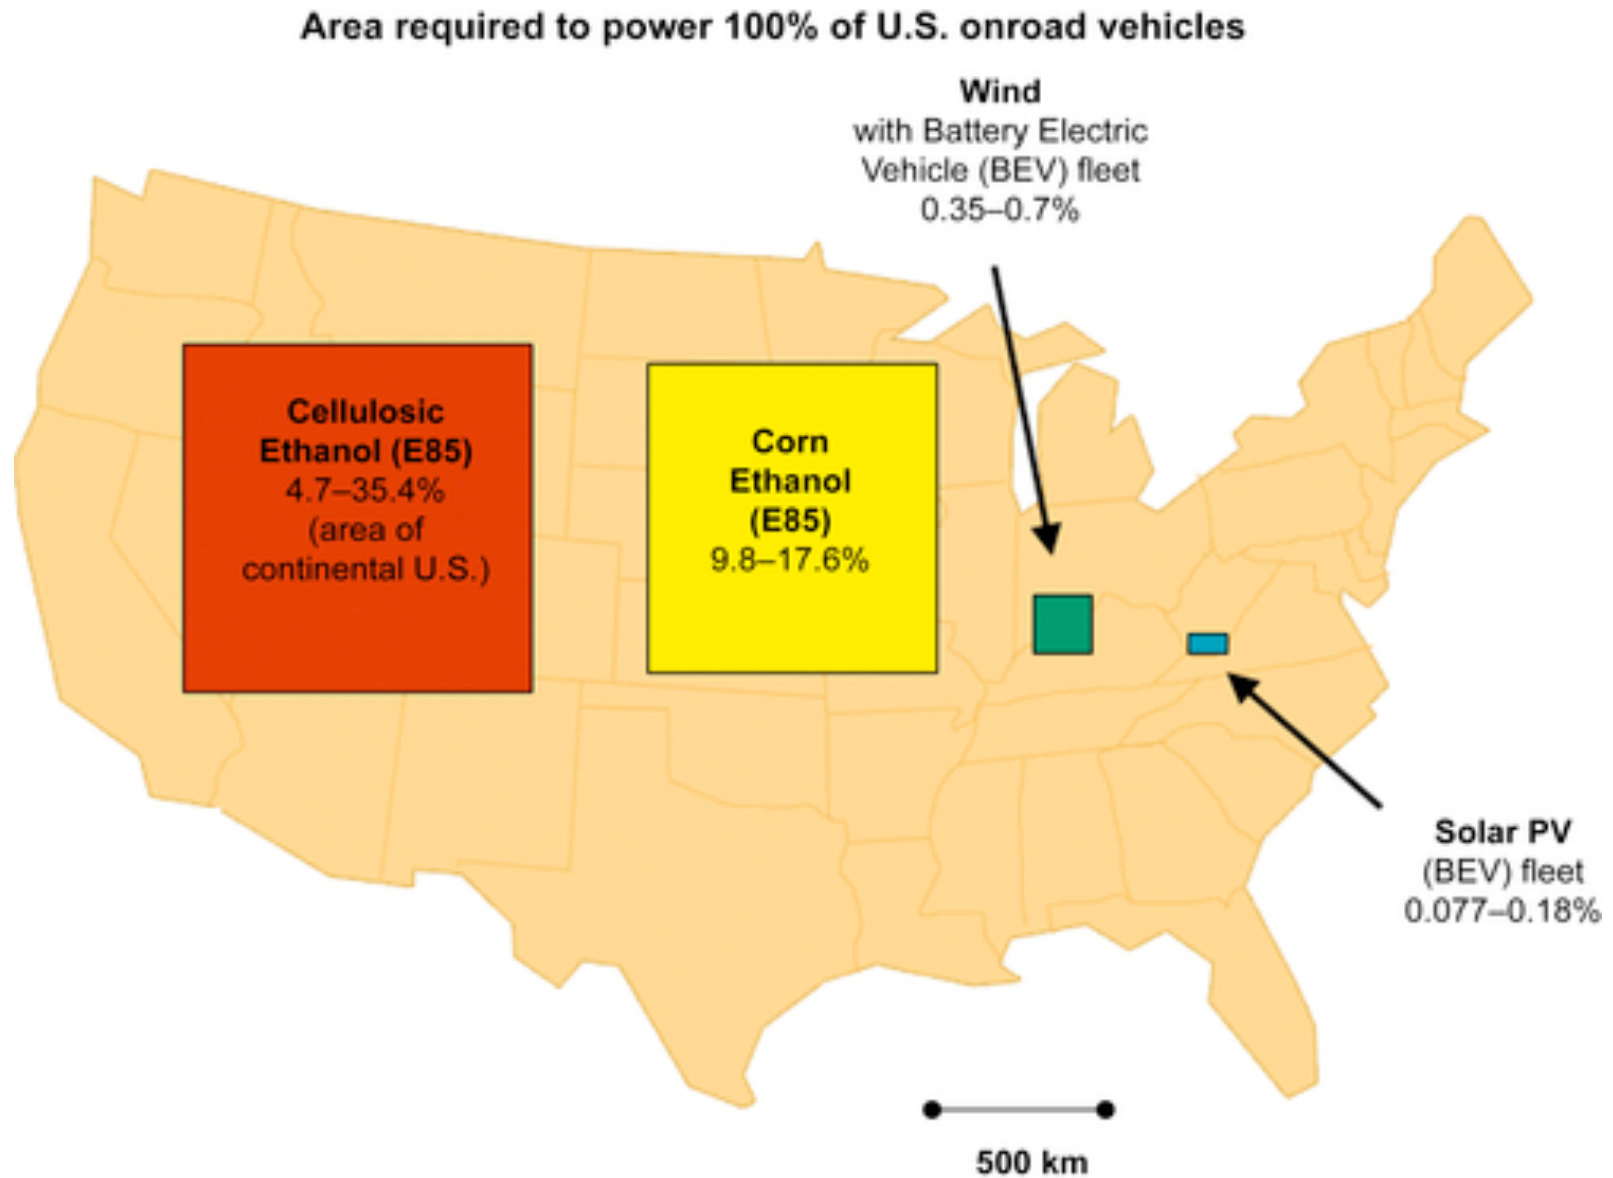 Area required to power 100% of U.S. onroad vehicles
Wind
with Battery Electric
Vehicle (BEV) fleet
0.35–0.7%
Cellulosic
Ethanol (E85)
4.7–35.4%
(area of
continental U.S.)
Corn
Ethanol
(E85)
9.8–17.6%
Solar PV
(BEV) fleet
0.077–0.18%
500 km